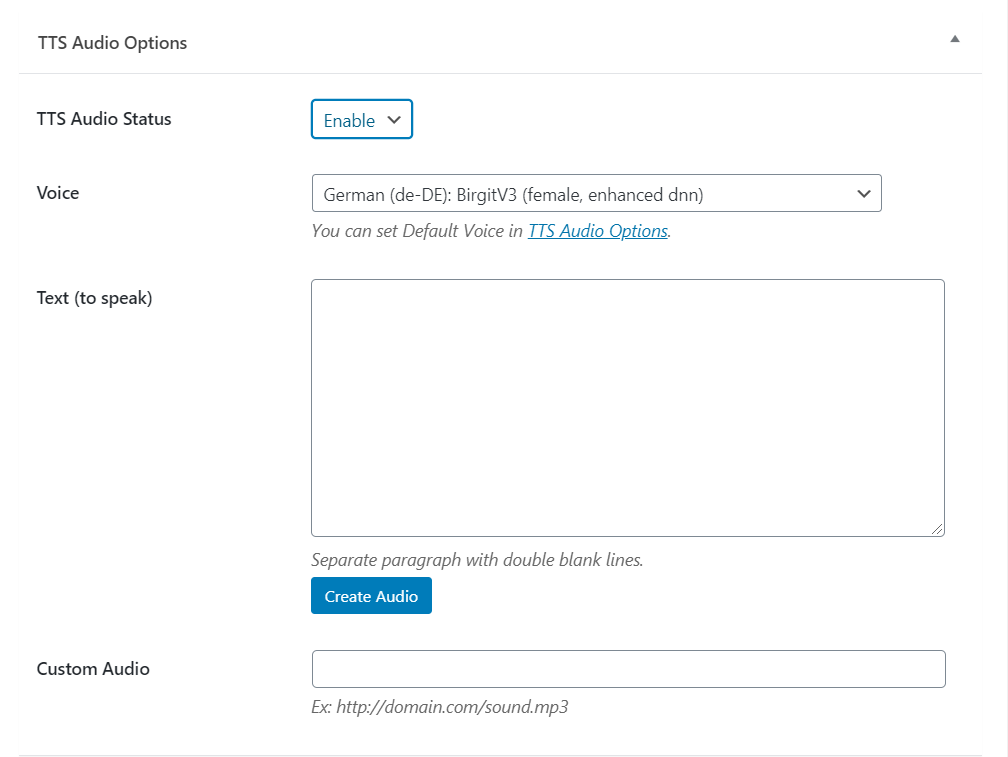 TTS Audio Options
TTS Audio Status
Enable
Voice
German (de-DE): BirgitV3 (female, enhanced dnn)
You can set Default Voice in TTS Audio Options.
Text (to speak)
Separate paragraph with double blank lines.
Create Audio
Custom Audio
Ex: http://domain.com/sound.mp3